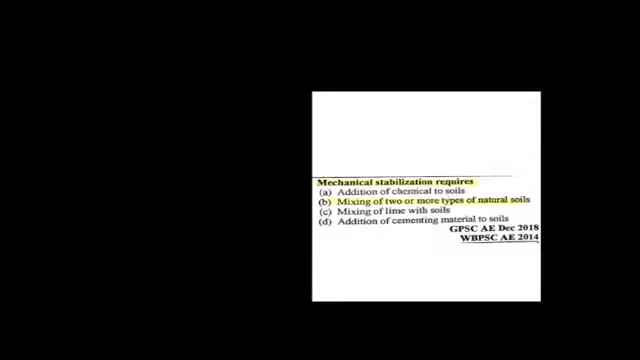 Mechanical stabilization requires
(a) Addition of chemical to soils
(b) Mixing of two or more types of natural soils
(c) Mixing of lime with soils
(d) Addition of cementing material to soils
GPSC AE Dec 2018
WBPSC AE 2014